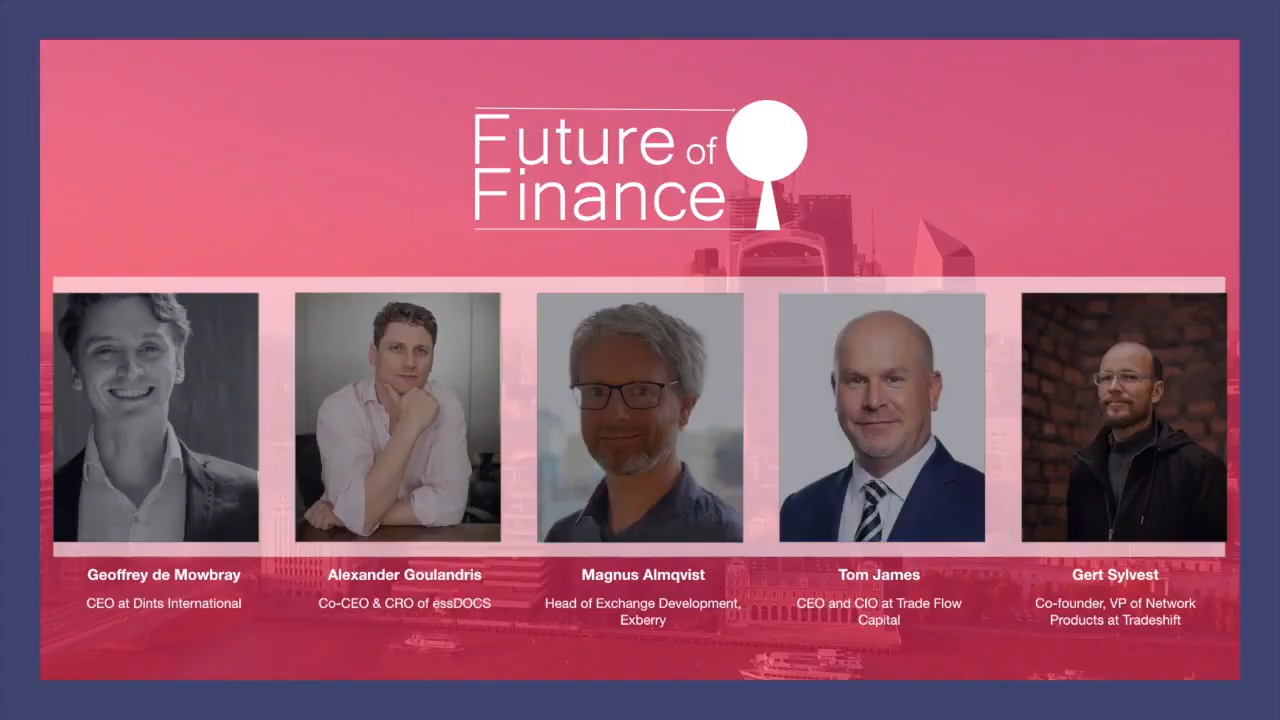 Future of
Finance
Geoffrey de Mowbray
CEO at Dints International
Alexander Goulandris
Co-CEO & CRO of essDOCS
Magnus Almqvist
Head of Exchange Development,
Exberry
Tom James
CEO and CIO at Trade Flow
Capital
Gert Sylvest
Co-founder, VP of Network
Products at Tradeshift